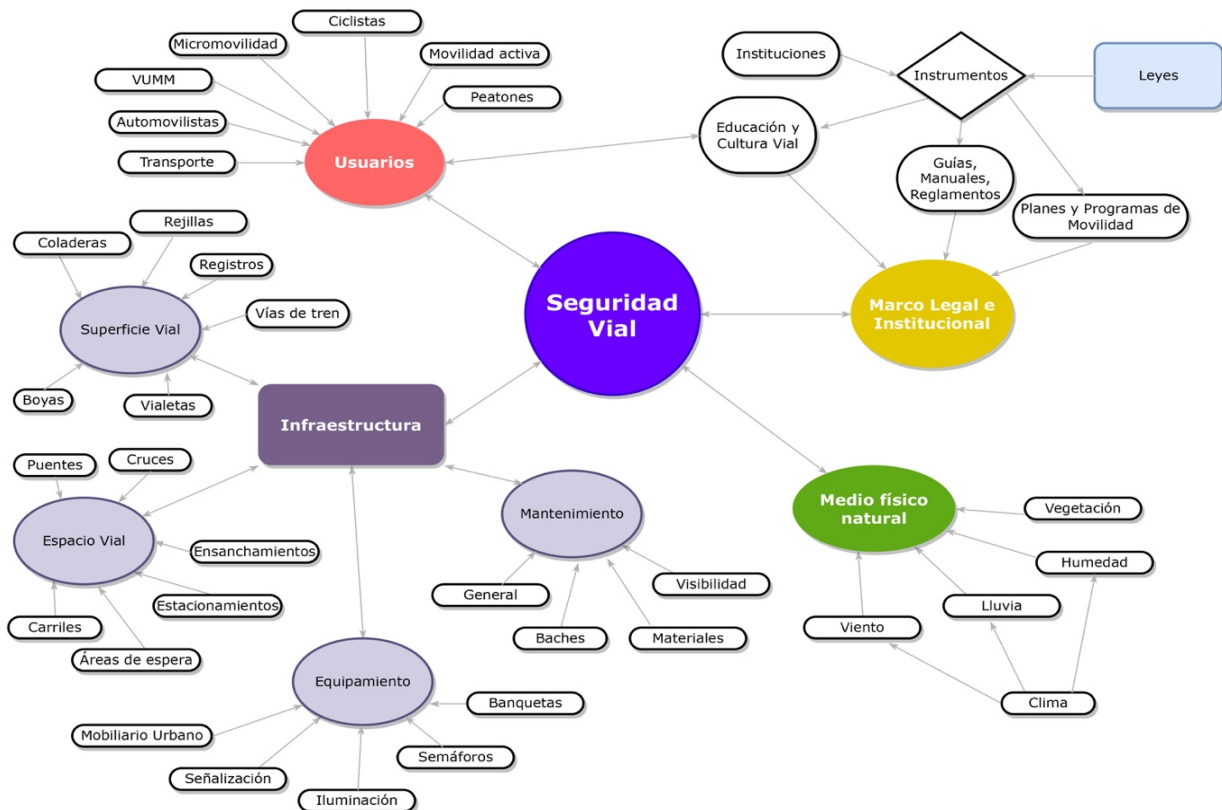 Ciclistas
Micromovilidad
Movilidad activa
VUMM
Peatones
Automovilistas
Transporte
Usuarios
Instituciones
Instrumentos
Leyes
Educación y
Cultura Vial
Guías,
Manuales,
Reglamentos
Planes y Programas de
Movilidad
Marco Legal e
Institucional
Seguridad
Vial
Rejillas
Coladeras
Registros
Vías de tren
Superficie Vial
Boyas
Vialetas
Infraestructura
Puentes
Cruces
Espacio Vial
Ensanchamientos
Estacionamientos
Carriles
Áreas de espera
Mantenimiento
General
Visibilidad
Baches
Materiales
Equipamiento
Banquetas
Mobiliario Urbano
Semáforos
Señalización
Iluminación
Medio físico
natural
Vegetación
Humedad
Lluvia
Viento
Clima